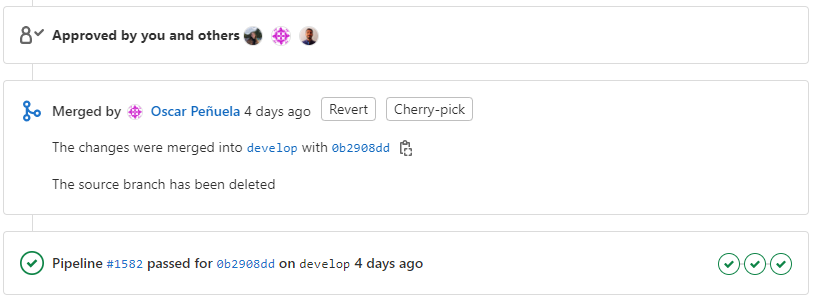 Approved by you and others
Merged by Oscar Peñuela 4 days ago Revert Cherry-pick
The changes were merged into develop with 0b2908dd
The source branch has been deleted
Pipeline #1582 passed for 0b2908dd on develop 4 days ago